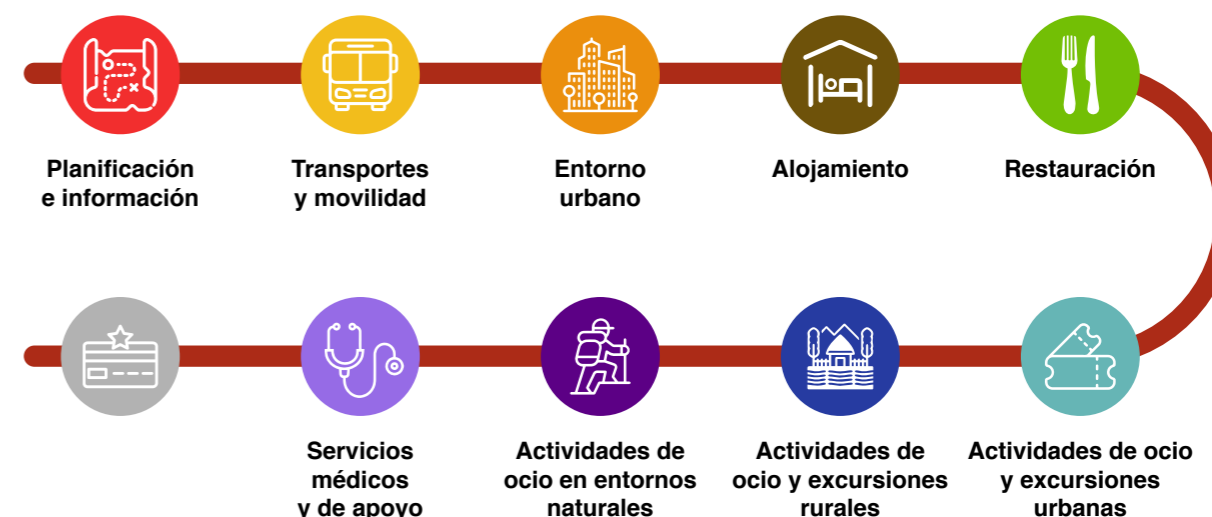 Planificación
e información
Transportes
y movilidad
Entorno
urbano
Alojamiento
Restauración
Servicios
médicos
y de apoyo
Actividades de
ocio en entornos
naturales
Actividades de
ocio y excursiones
rurales
Actividades de ocio
y excursiones
urbanas